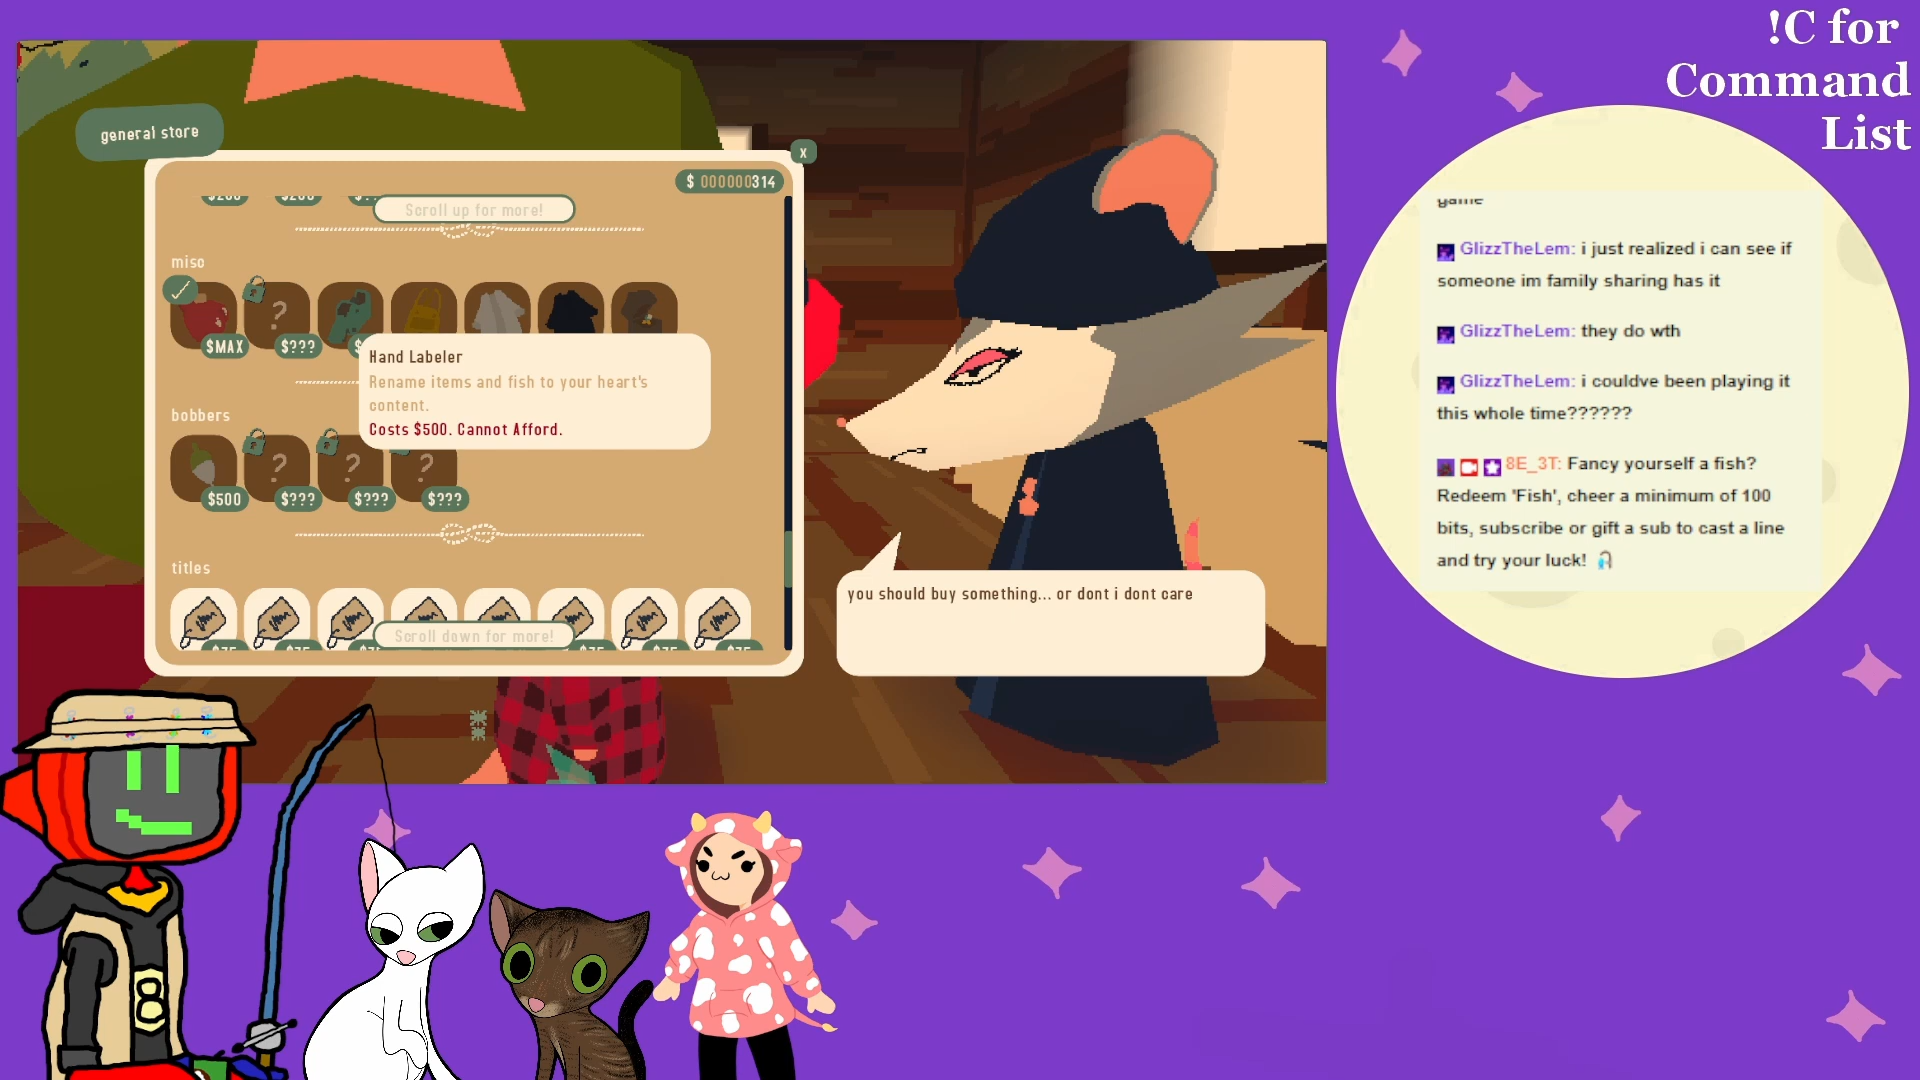 !C for
Command
List
general store
x
$ 000000314
Scroll up for more!
misc
?
$MAX
$???
Hand Labeler
Rename items and fish to your heart's
content.
Costs $500. Cannot Afford.
bobbers
? ? ?
$500 $??? $??? $???
titles
Scroll down for more!
you should buy something... or dont i dont care
game
GlizzTheLem: i just realized i can see if
someone im family sharing has it
GlizzTheLem: they do wth
GlizzTheLem: i couldve been playing it
this whole time??????
8E_3T: Fancy yourself a fish?
Redeem 'Fish', cheer a minimum of 100
bits, subscribe or gift a sub to cast a line
and try your luck!
8